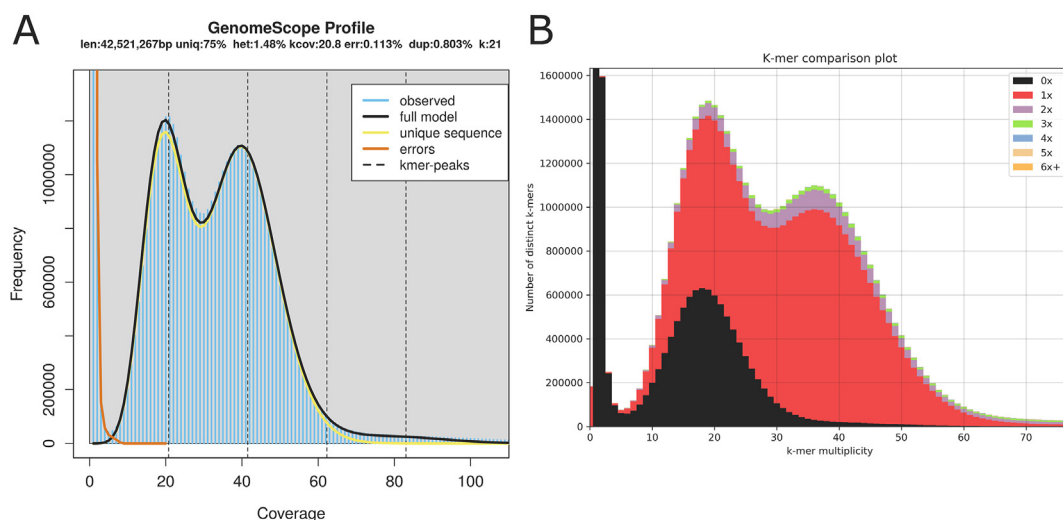 A
GenomeScope Profile
len:42,521,267bp uniq:75% het:1.48% kcov:20.8 err:0.113% dup:0.803% k:21
observed
full model
unique sequence
errors
kmer-peaks
Frequency
0
200000
600000
1000000
0
20
40
60
80
100
Coverage
B
K-mer comparison plot
0x
1x
2x
3x
4x
5x
6x+
Number of distinct k-mers
1600000
1400000
1200000
1000000
800000
600000
400000
200000
0
0
10
20
30
40
50
60
70
k-mer multiplicity